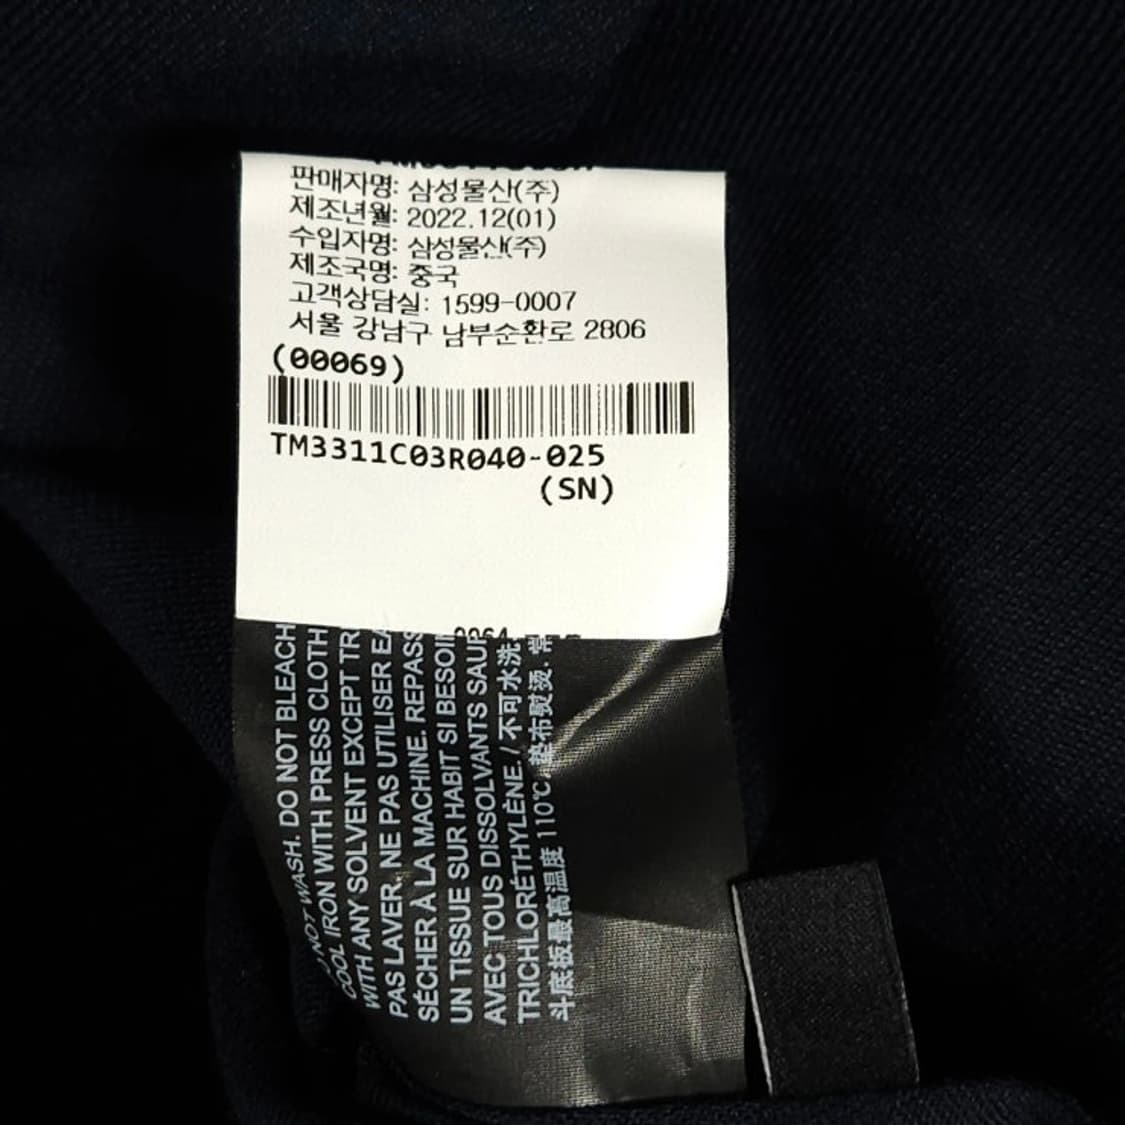 판매자명: 삼성물산(주)
제조년월: 2022.12(01)
수입자명: 삼성물산(주)
제조국명: 중국
고객상담실: 1599-0007
서울 강남구 남부순환로 2806
(00069)
TM3311C03R040-025
(SN)
NOT WASH. DO NOT BLEACH
COOL IRON WITH PRESS CLOTH
WITH ANY SOLVENT EXCEPT TR
PAS LAVER. NE PAS UTILISER
SÉCHER À LA MACHINE. REPASS
UN TISSUE SUR HABIT SI BESOI
AVEC TOUS DISSOLVANTS SAUF
TRICHLORÉTHYLÈNE. / 不可水洗
斗底板最高温度 110℃ 垫布熨烫. 常